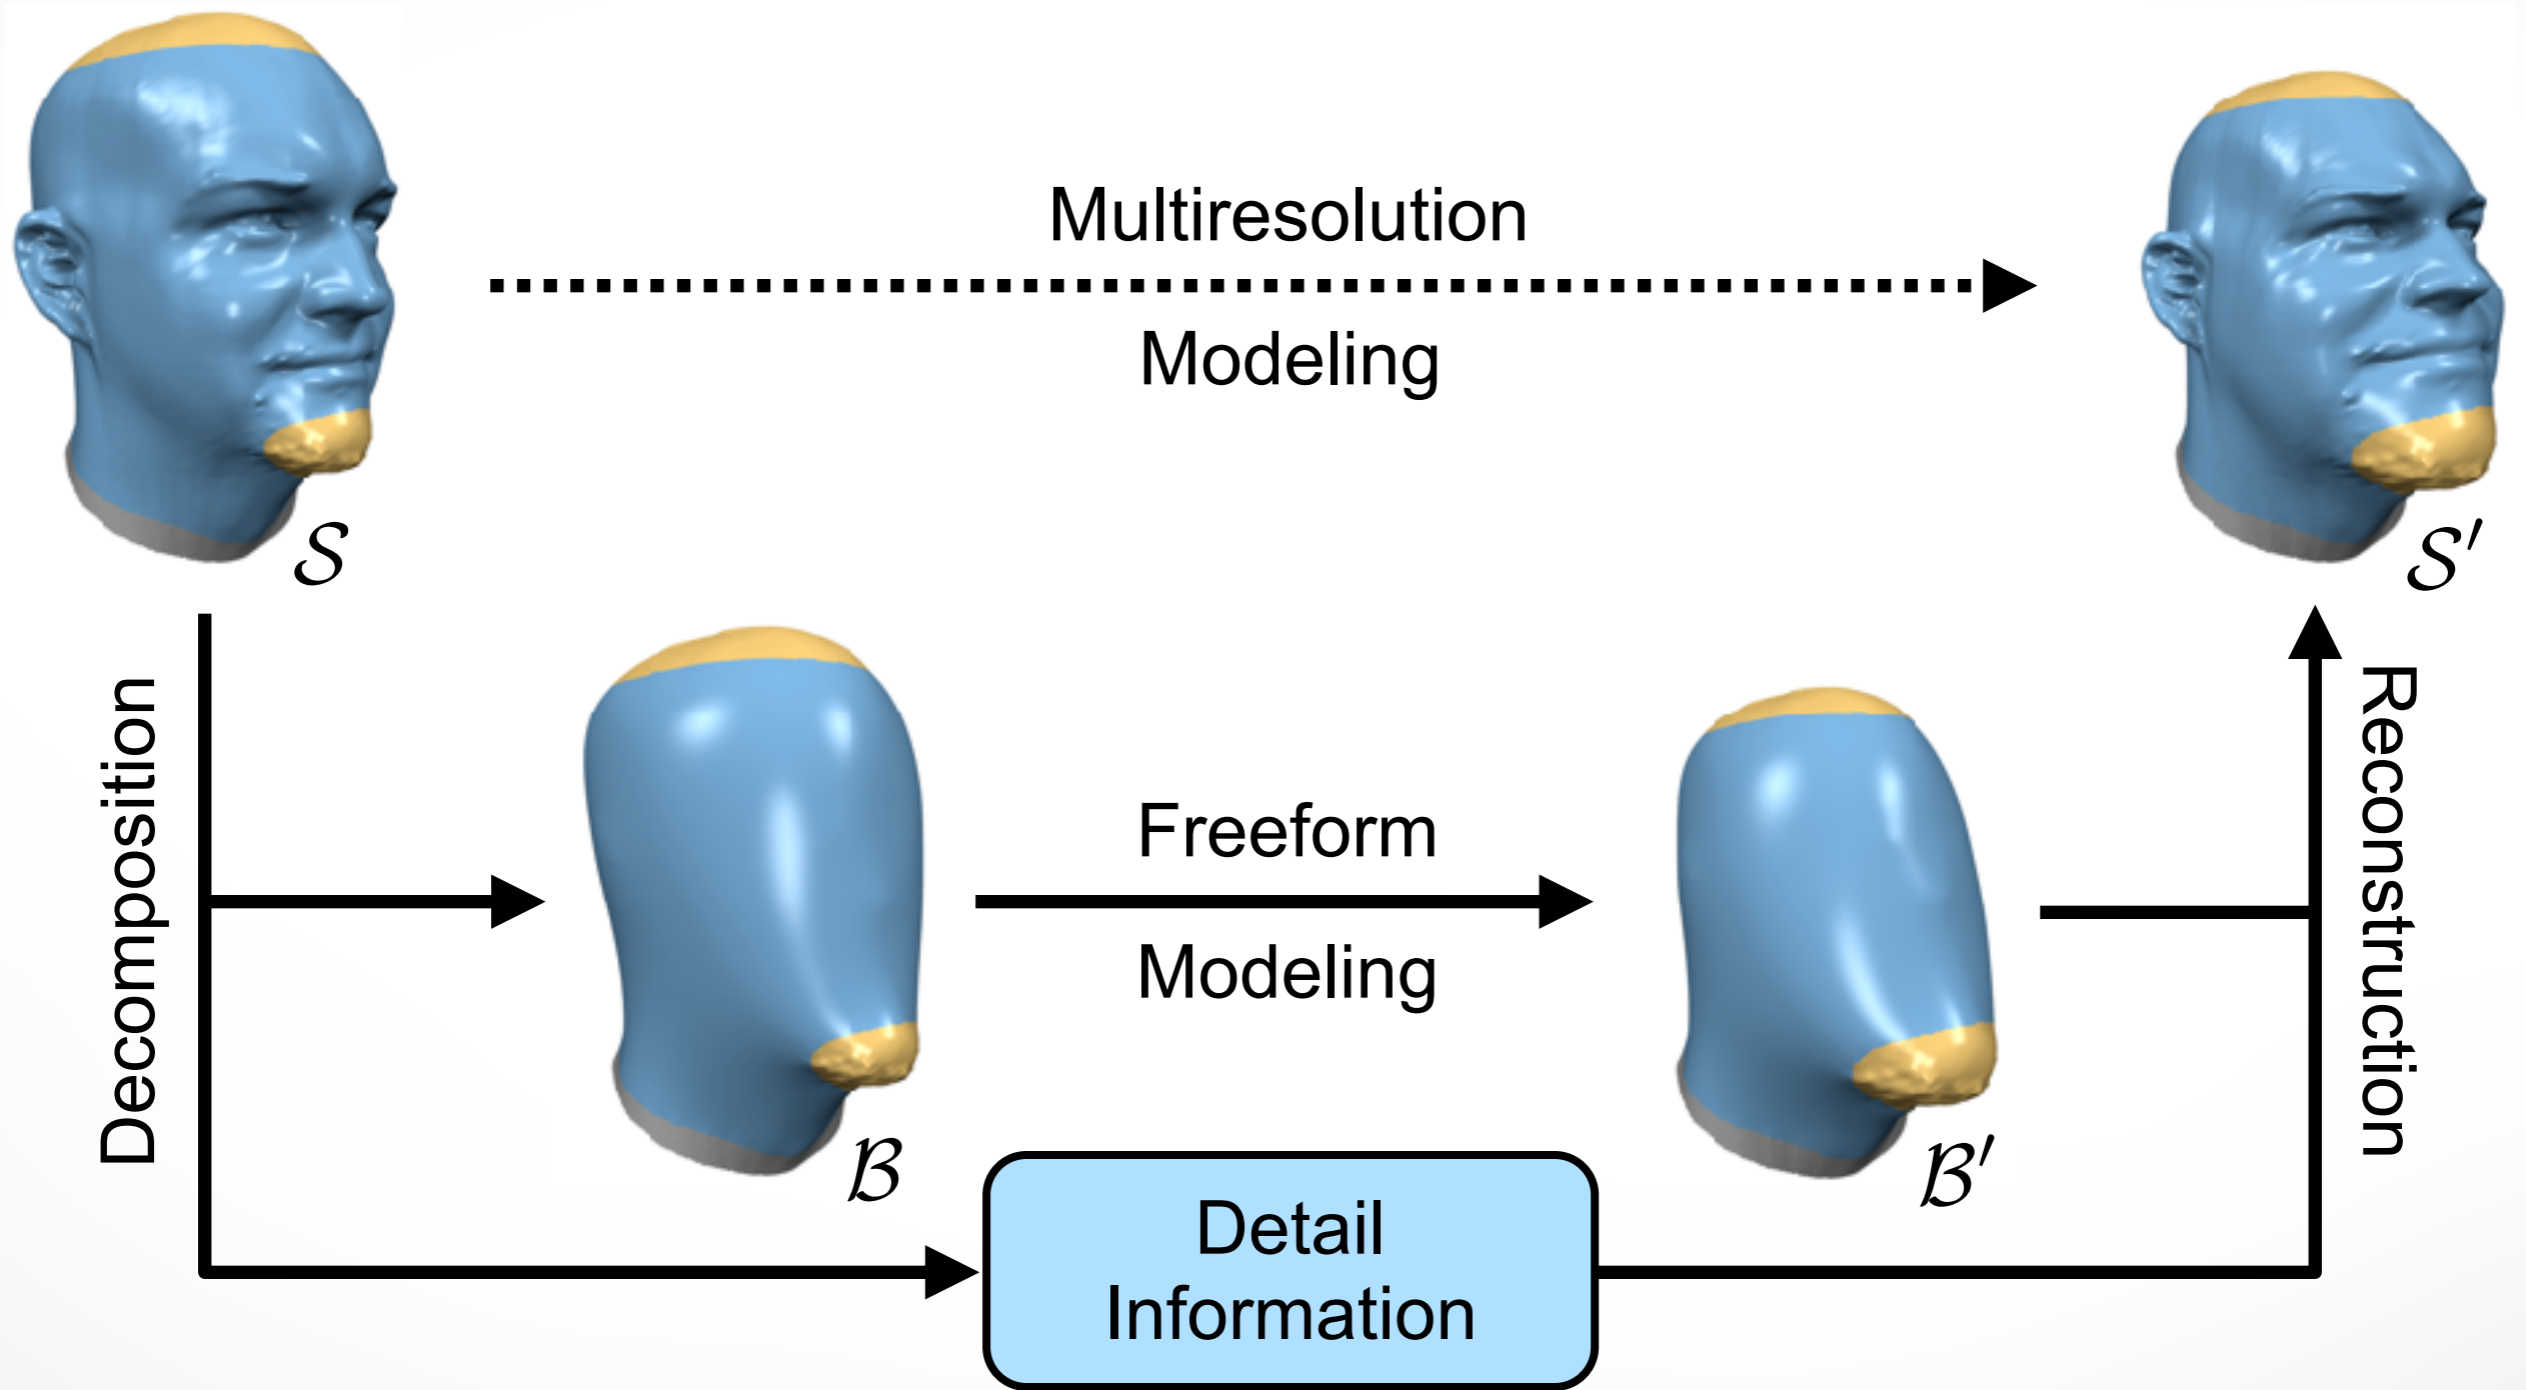 Multiresolution
Modeling
𝒮
𝒮′
Decomposition
Freeform
Modeling
Reconstruction
ℬ
ℬ′
Detail
Information